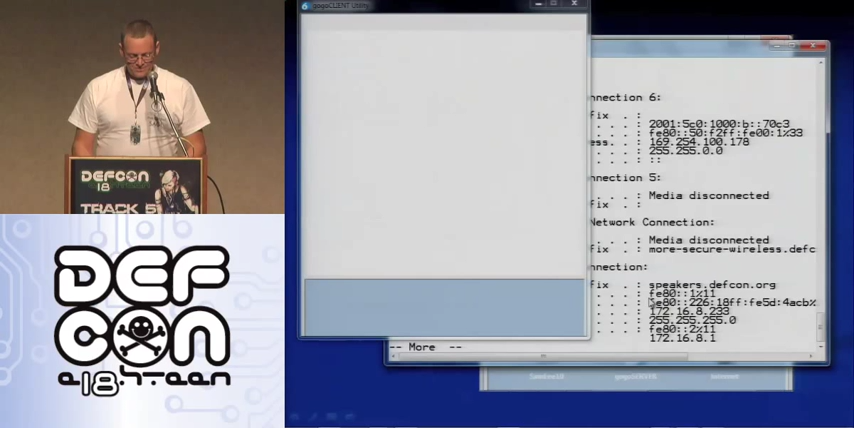 DEFCON
18
TRACK 5
DEF
CON
e18hteen
gogoCLIENT Utility
nnection 6:
fix . :
. . . : 2001:5c0:1000:b::70c3
. . . : fe80::50:f2ff:fe00:1%33
ess. . . : 169.254.100.178
. . . : 255.255.0.0
. . . : ::
nnection 5:
. . . : Media disconnected
fix . :
Network Connection:
. . . : Media disconnected
fix . : more-secure-wireless.defc
nnection:
fix . : speakers.defcon.org
. . . : fe80::1%11
. . . : fe80::226:18ff:fe5d:4acb%
. . . : 172.16.8.233
. . . : 255.255.255.0
. . . : fe80::2%11
172.16.8.1
-- More --